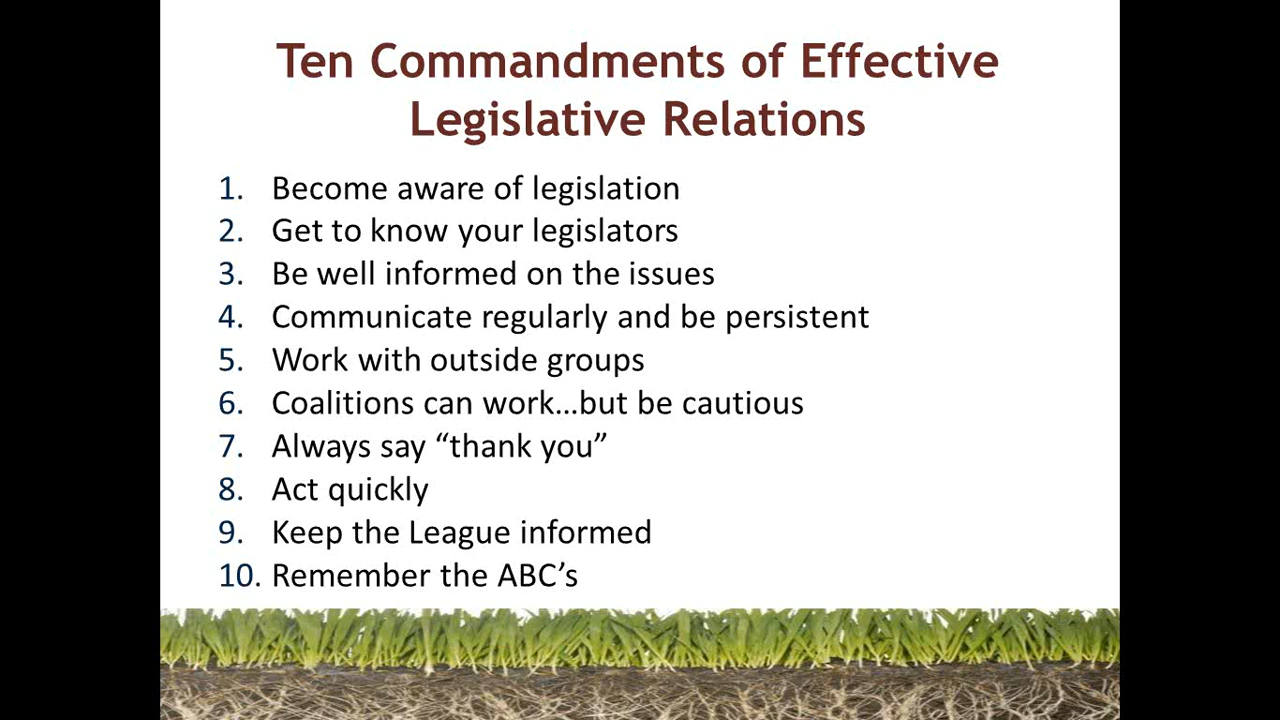 Ten Commandments of Effective
Legislative Relations
1. Become aware of legislation
2. Get to know your legislators
3. Be well informed on the issues
4. Communicate regularly and be persistent
5. Work with outside groups
6. Coalitions can work…but be cautious
7. Always say “thank you”
8. Act quickly
9. Keep the League informed
10. Remember the ABC’s